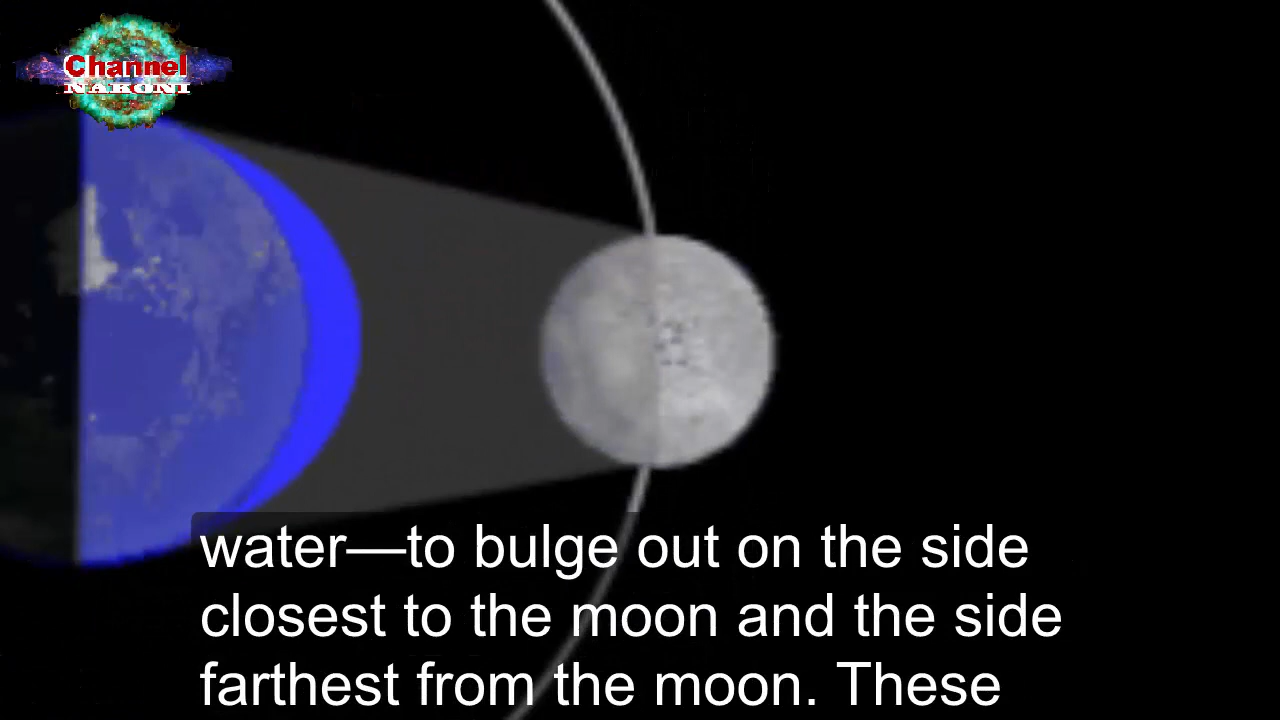 Channel
NAKONI
water—to bulge out on the side
closest to the moon and the side
farthest from the moon. These